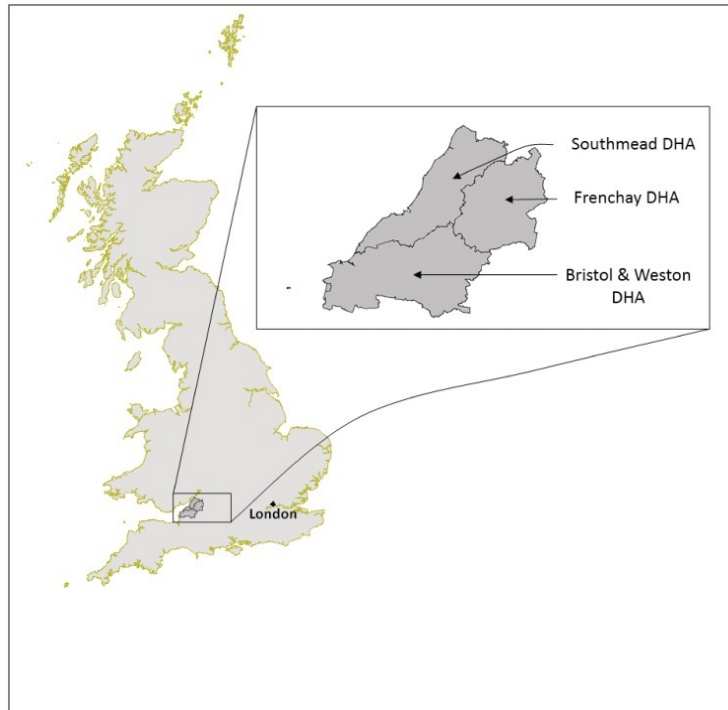 Southmead DHA
Frenchay DHA
Bristol & Weston
DHA
London